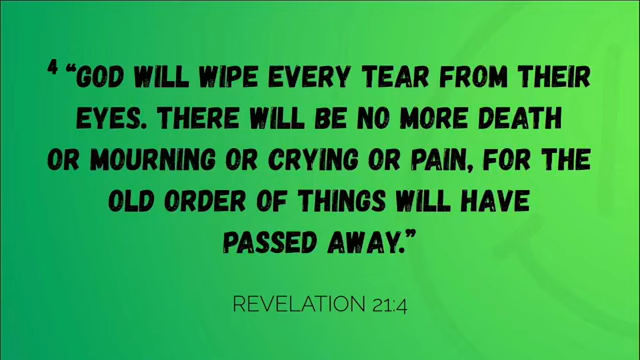 4 “GOD WILL WIPE EVERY TEAR FROM THEIR
EYES. THERE WILL BE NO MORE DEATH
OR MOURNING OR CRYING OR PAIN, FOR THE
OLD ORDER OF THINGS WILL HAVE
PASSED AWAY.”
REVELATION 21:4